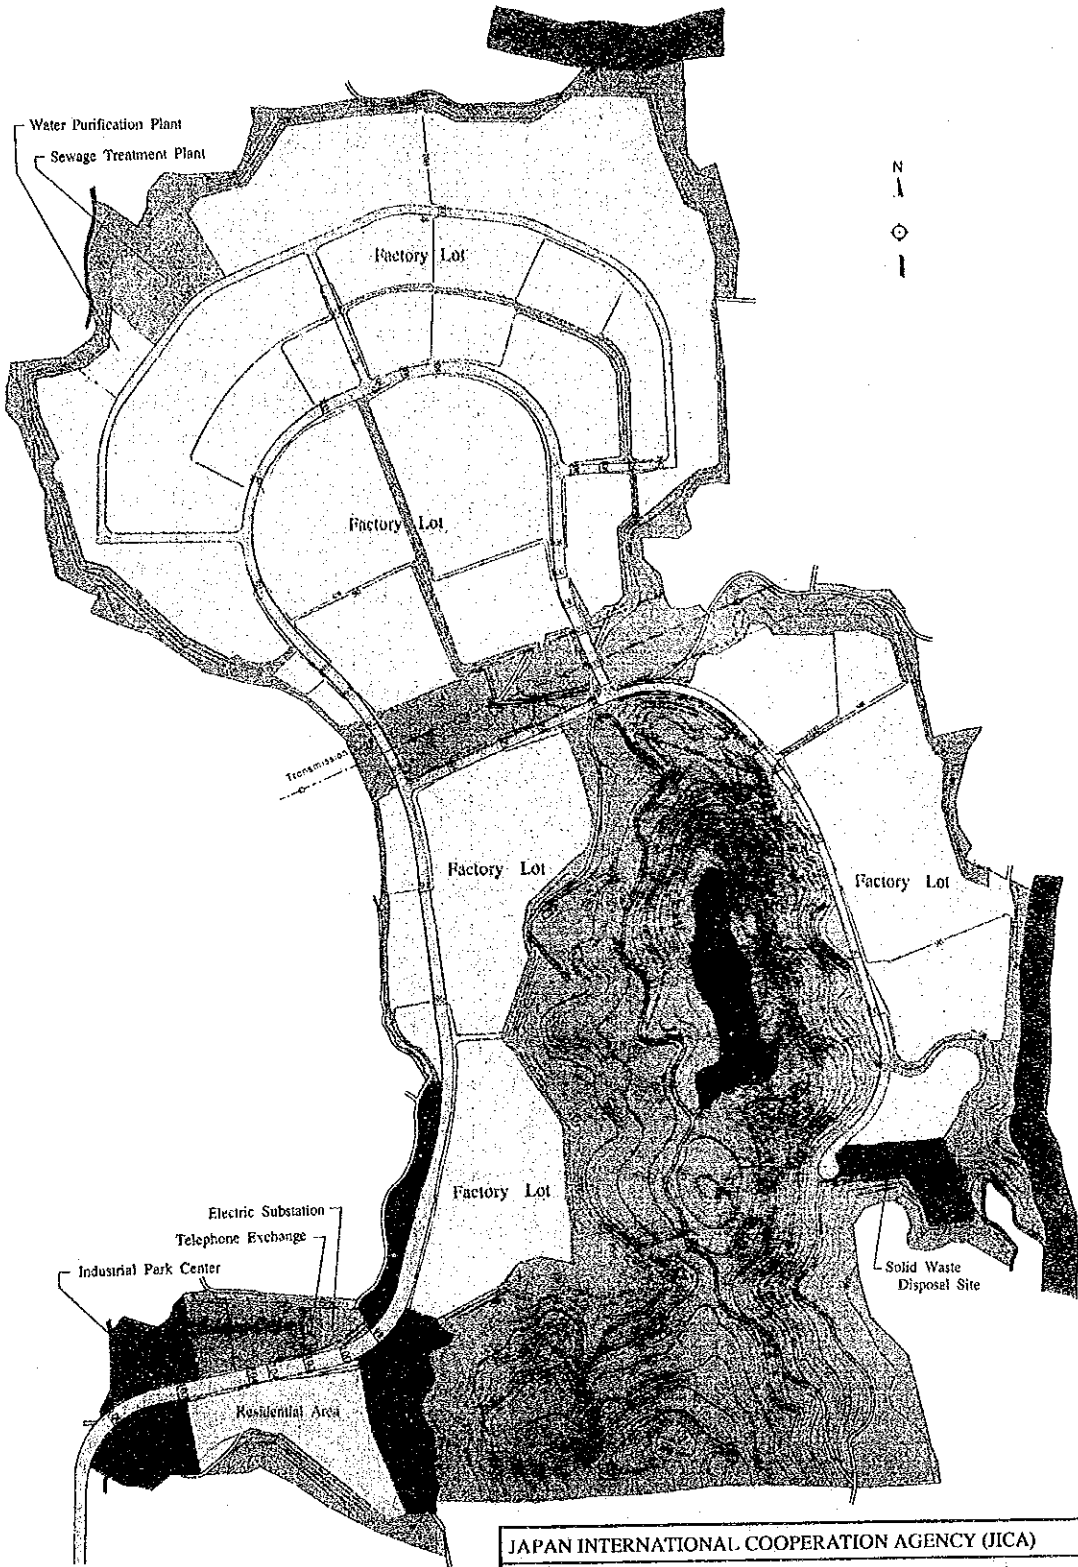 Water Purification Plant
Sewage Treatment Plant
N
Factory Lot
Factory Lot
Transmission
Factory Lot
Factory Lot
Factory Lot
Electric Substation
Telephone Exchange
Industrial Park Center
Solid Waste
Disposal Site
Residential Area
JAPAN INTERNATIONAL COOPERATION AGENCY (JICA)